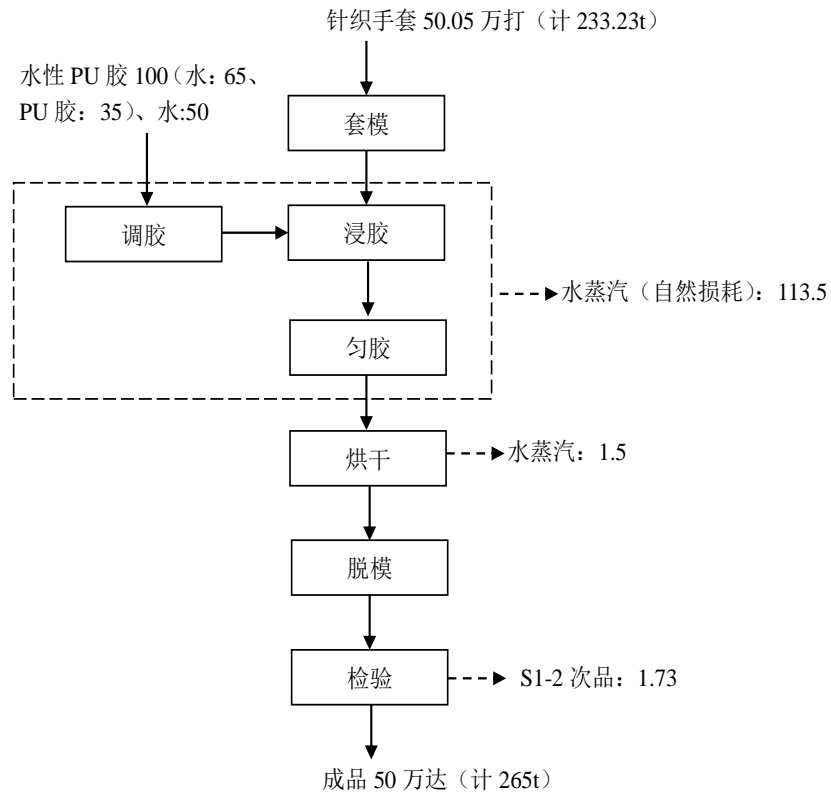 针织手套 50.05 万打（计 233.23t）
水性 PU 胶 100（水：65、
PU 胶：35）、水:50
套模
调胶
浸胶
水蒸汽（自然损耗）：113.5
匀胶
烘干
水蒸汽：1.5
脱模
检验
S1-2 次品：1.73
成品 50 万达（计 265t）